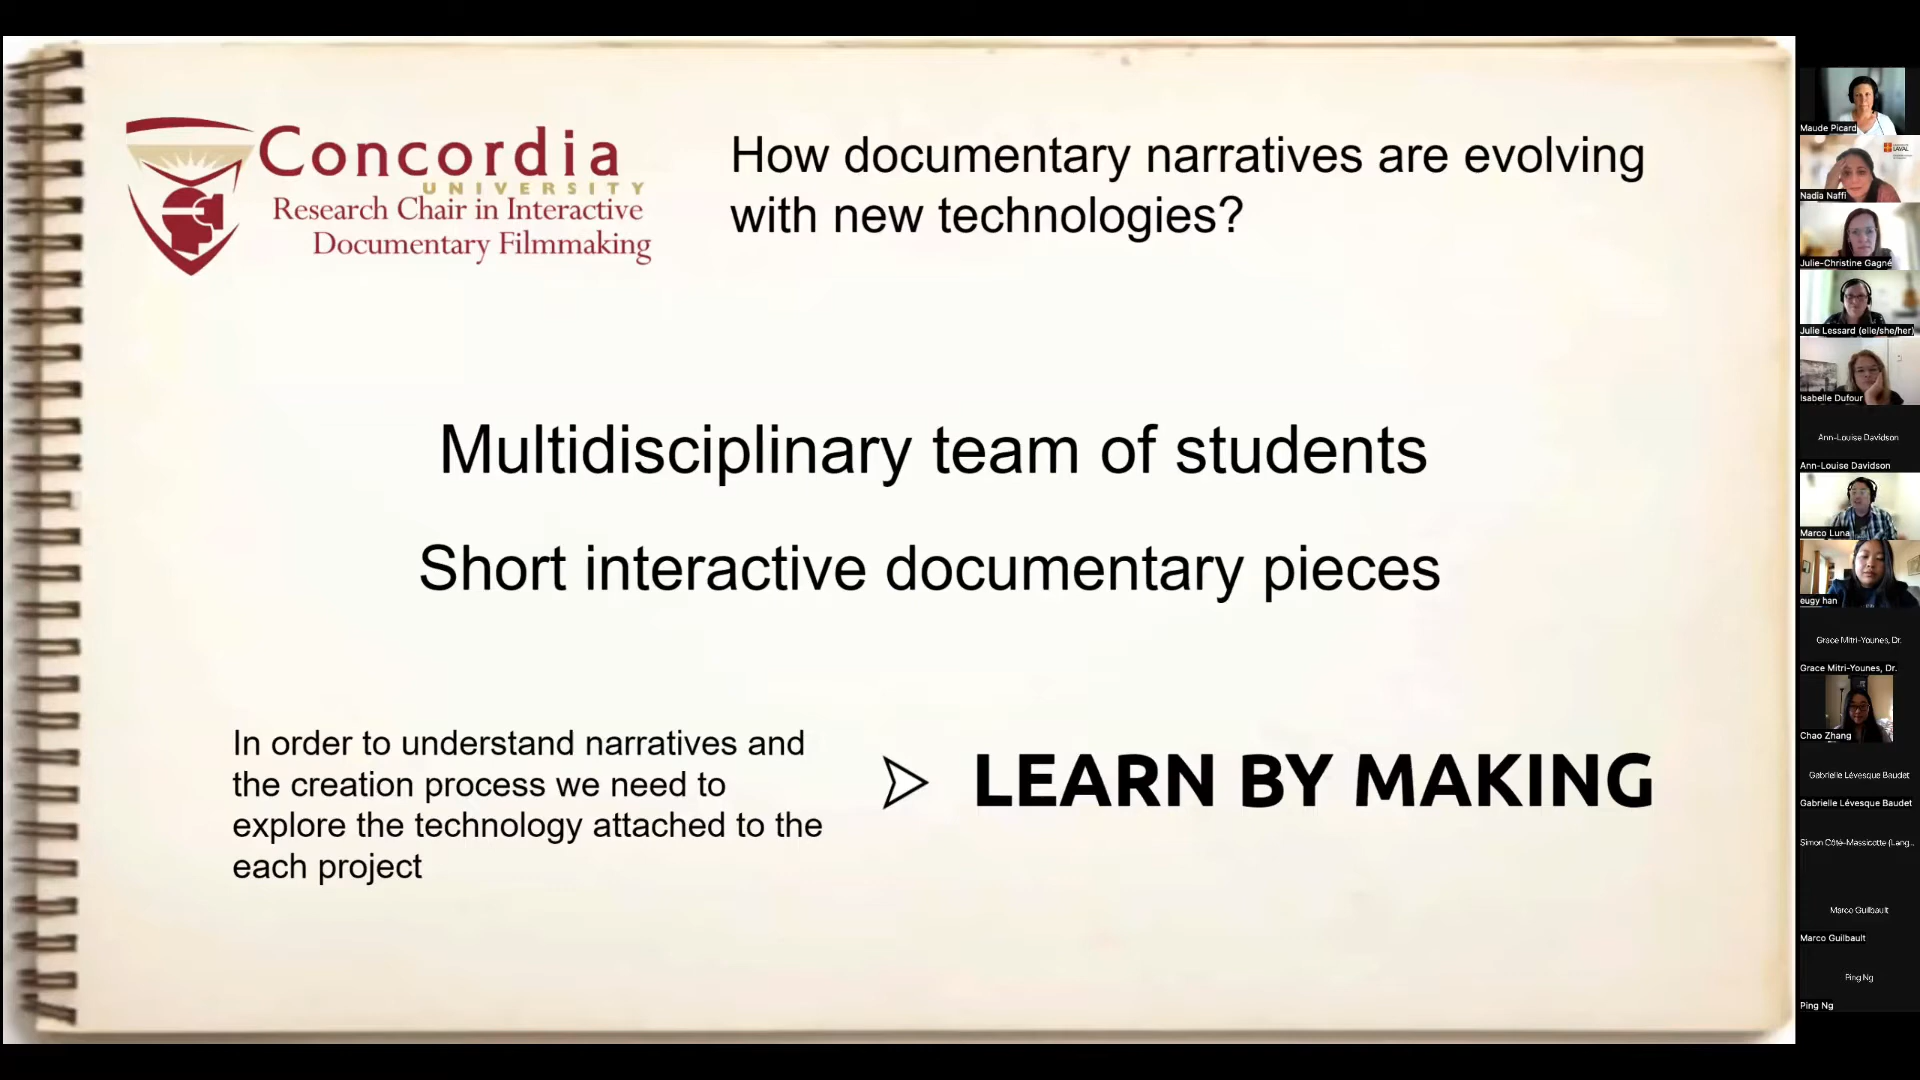 Concordia
UNIVERSITY
Research Chair in Interactive
Documentary Filmmaking
How documentary narratives are evolving
with new technologies?
Multidisciplinary team of students
Short interactive documentary pieces
In order to understand narratives and
the creation process we need to
explore the technology attached to the
each project
LEARN BY MAKING
Maude Picard
LAVAL
Nadia Naffi
Julie-Christine Gagné
Julie Lessard (elle/she/her)
Isabelle Dufour
Ann-Louise Davidson
Ann-Louise Davidson
Marco Luna
eugy han
Grace Mitri-Younes, Dr.
Grace Mitri-Younes, Dr.
Chao Zhang
Gabrielle Lévesque Baudet
Gabrielle Lévesque Baudet
Simon Côté-Massicotte (Lang...
Marco Guilbault
Marco Guilbault
Ping Ng
Ping Ng